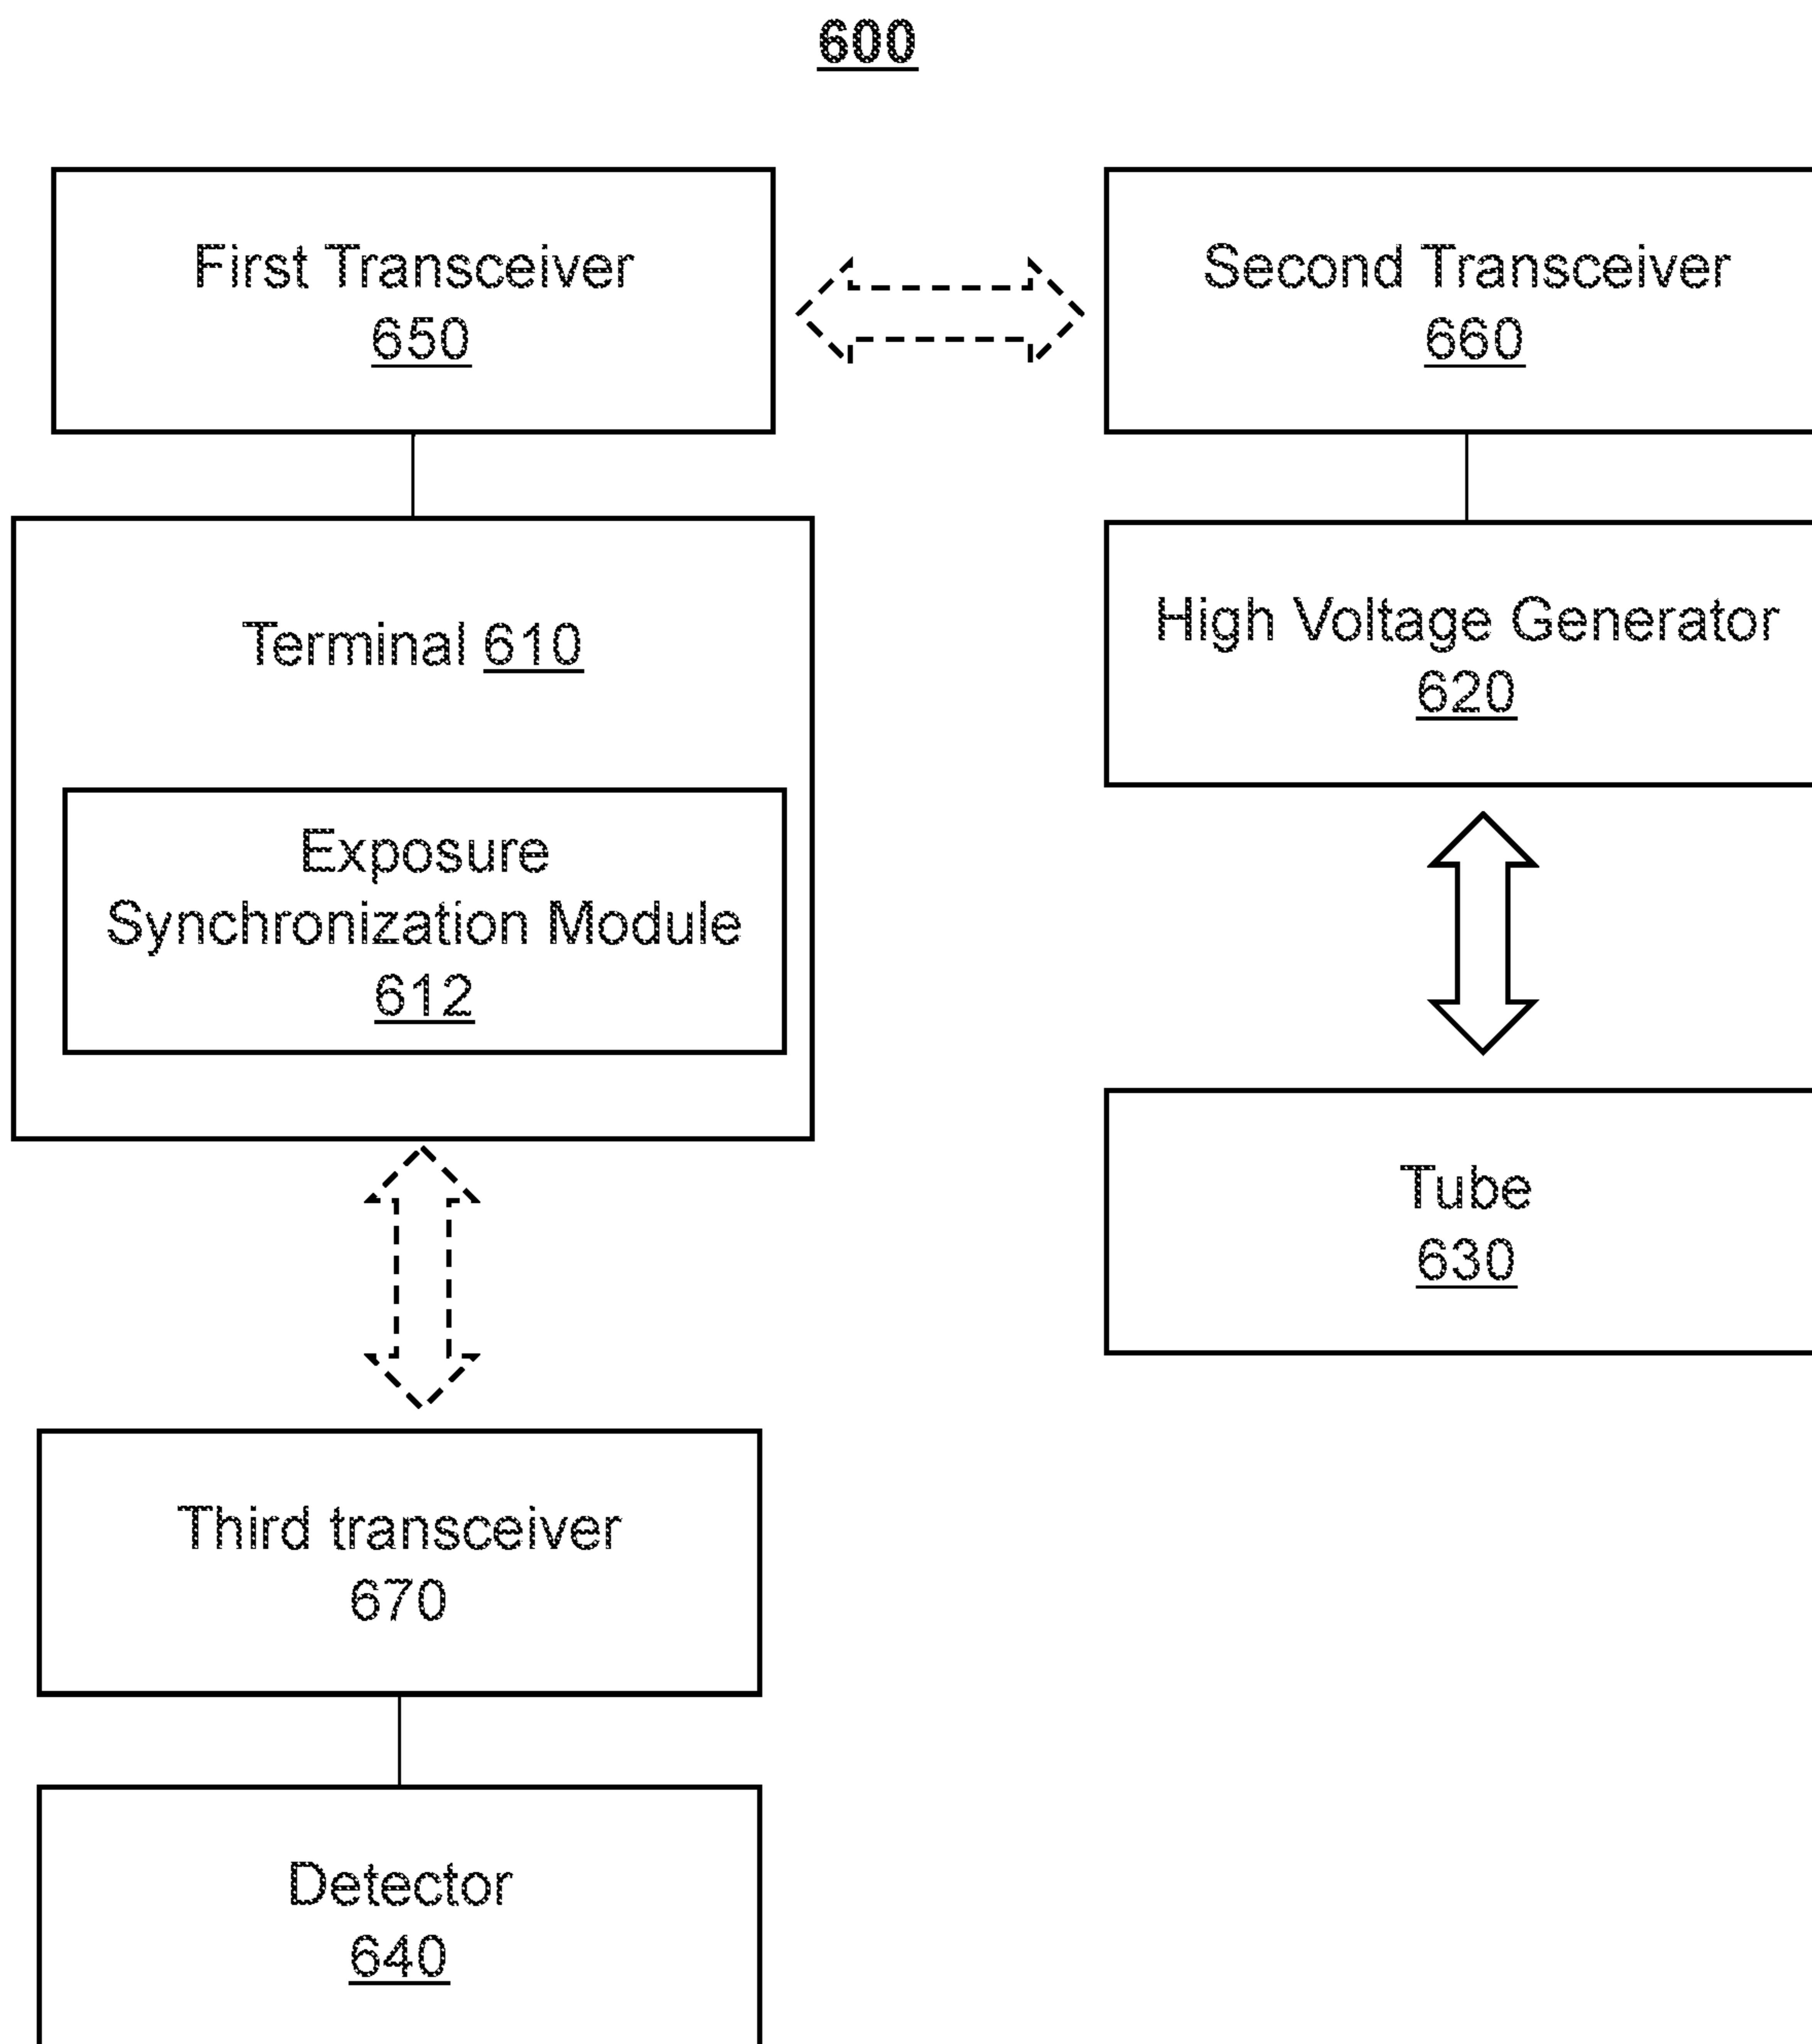 600
First Transceiver
650
Second Transceiver
660
Terminal 610
Exposure
Synchronization Module
612
High Voltage Generator
620
Tube
630
Third transceiver
670
Detector
640